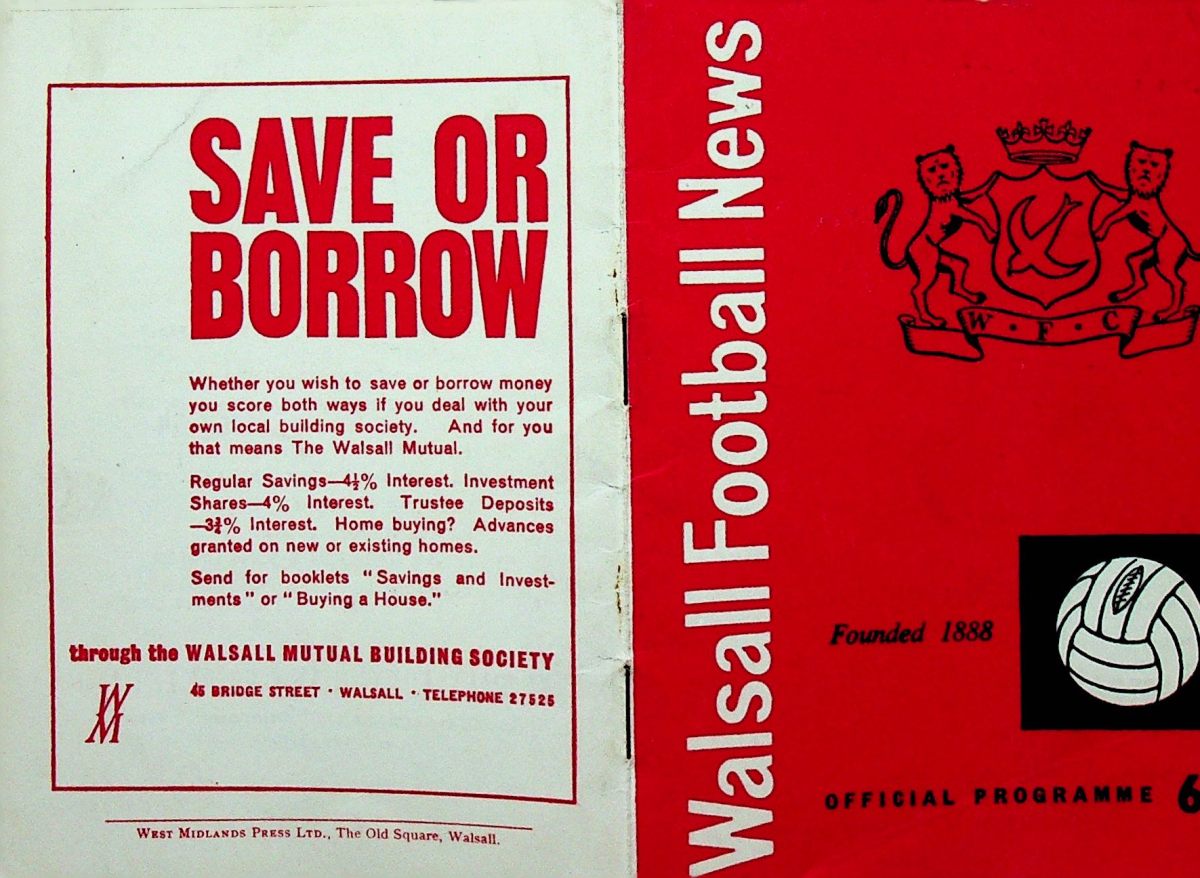 SAVE OR
BORROW
Whether you wish to save or borrow money
you score both ways if you deal with your
own local building society. And for you
that means The Walsall Mutual.
Regular Savings—4½% Interest. Investment
Shares—4% Interest. Trustee Deposits
—3¾% Interest. Home buying? Advances
granted on new or existing homes.
Send for booklets "Savings and Invest-
ments" or "Buying a House."
through the WALSALL MUTUAL BUILDING SOCIETY
45 BRIDGE STREET · WALSALL · TELEPHONE 27525
WM
WEST MIDLANDS PRESS LTD., The Old Square, Walsall.
Walsall Football News
W · F · C
Founded 1888
OFFICIAL PROGRAMME 6